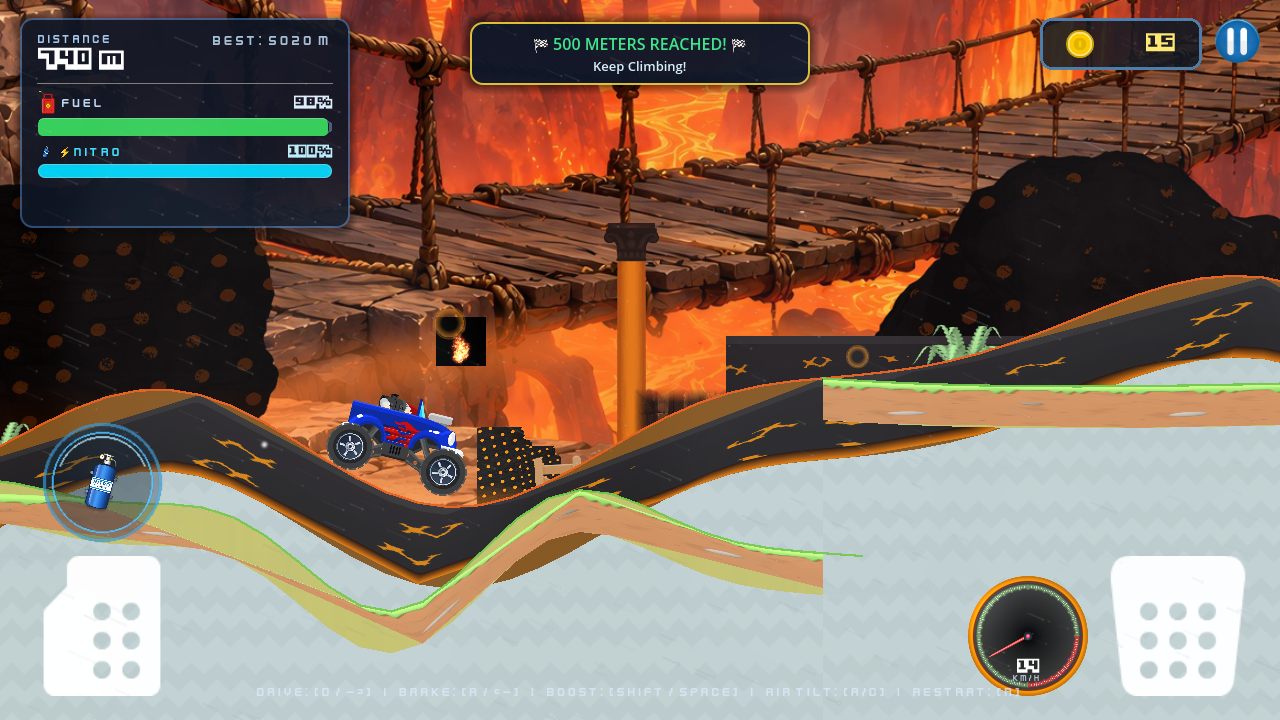 DISTANCE
BEST: 5020 M
740 m
FUEL
98%
NITRO
100%
500 METERS REACHED!
Keep Climbing!
15
14
KM/H
DRIVE: [D / →] | BRAKE: [A / ←] | BOOST: [SHIFT / SPACE] | AIR TILT: [A/D] | RESTART: [R]